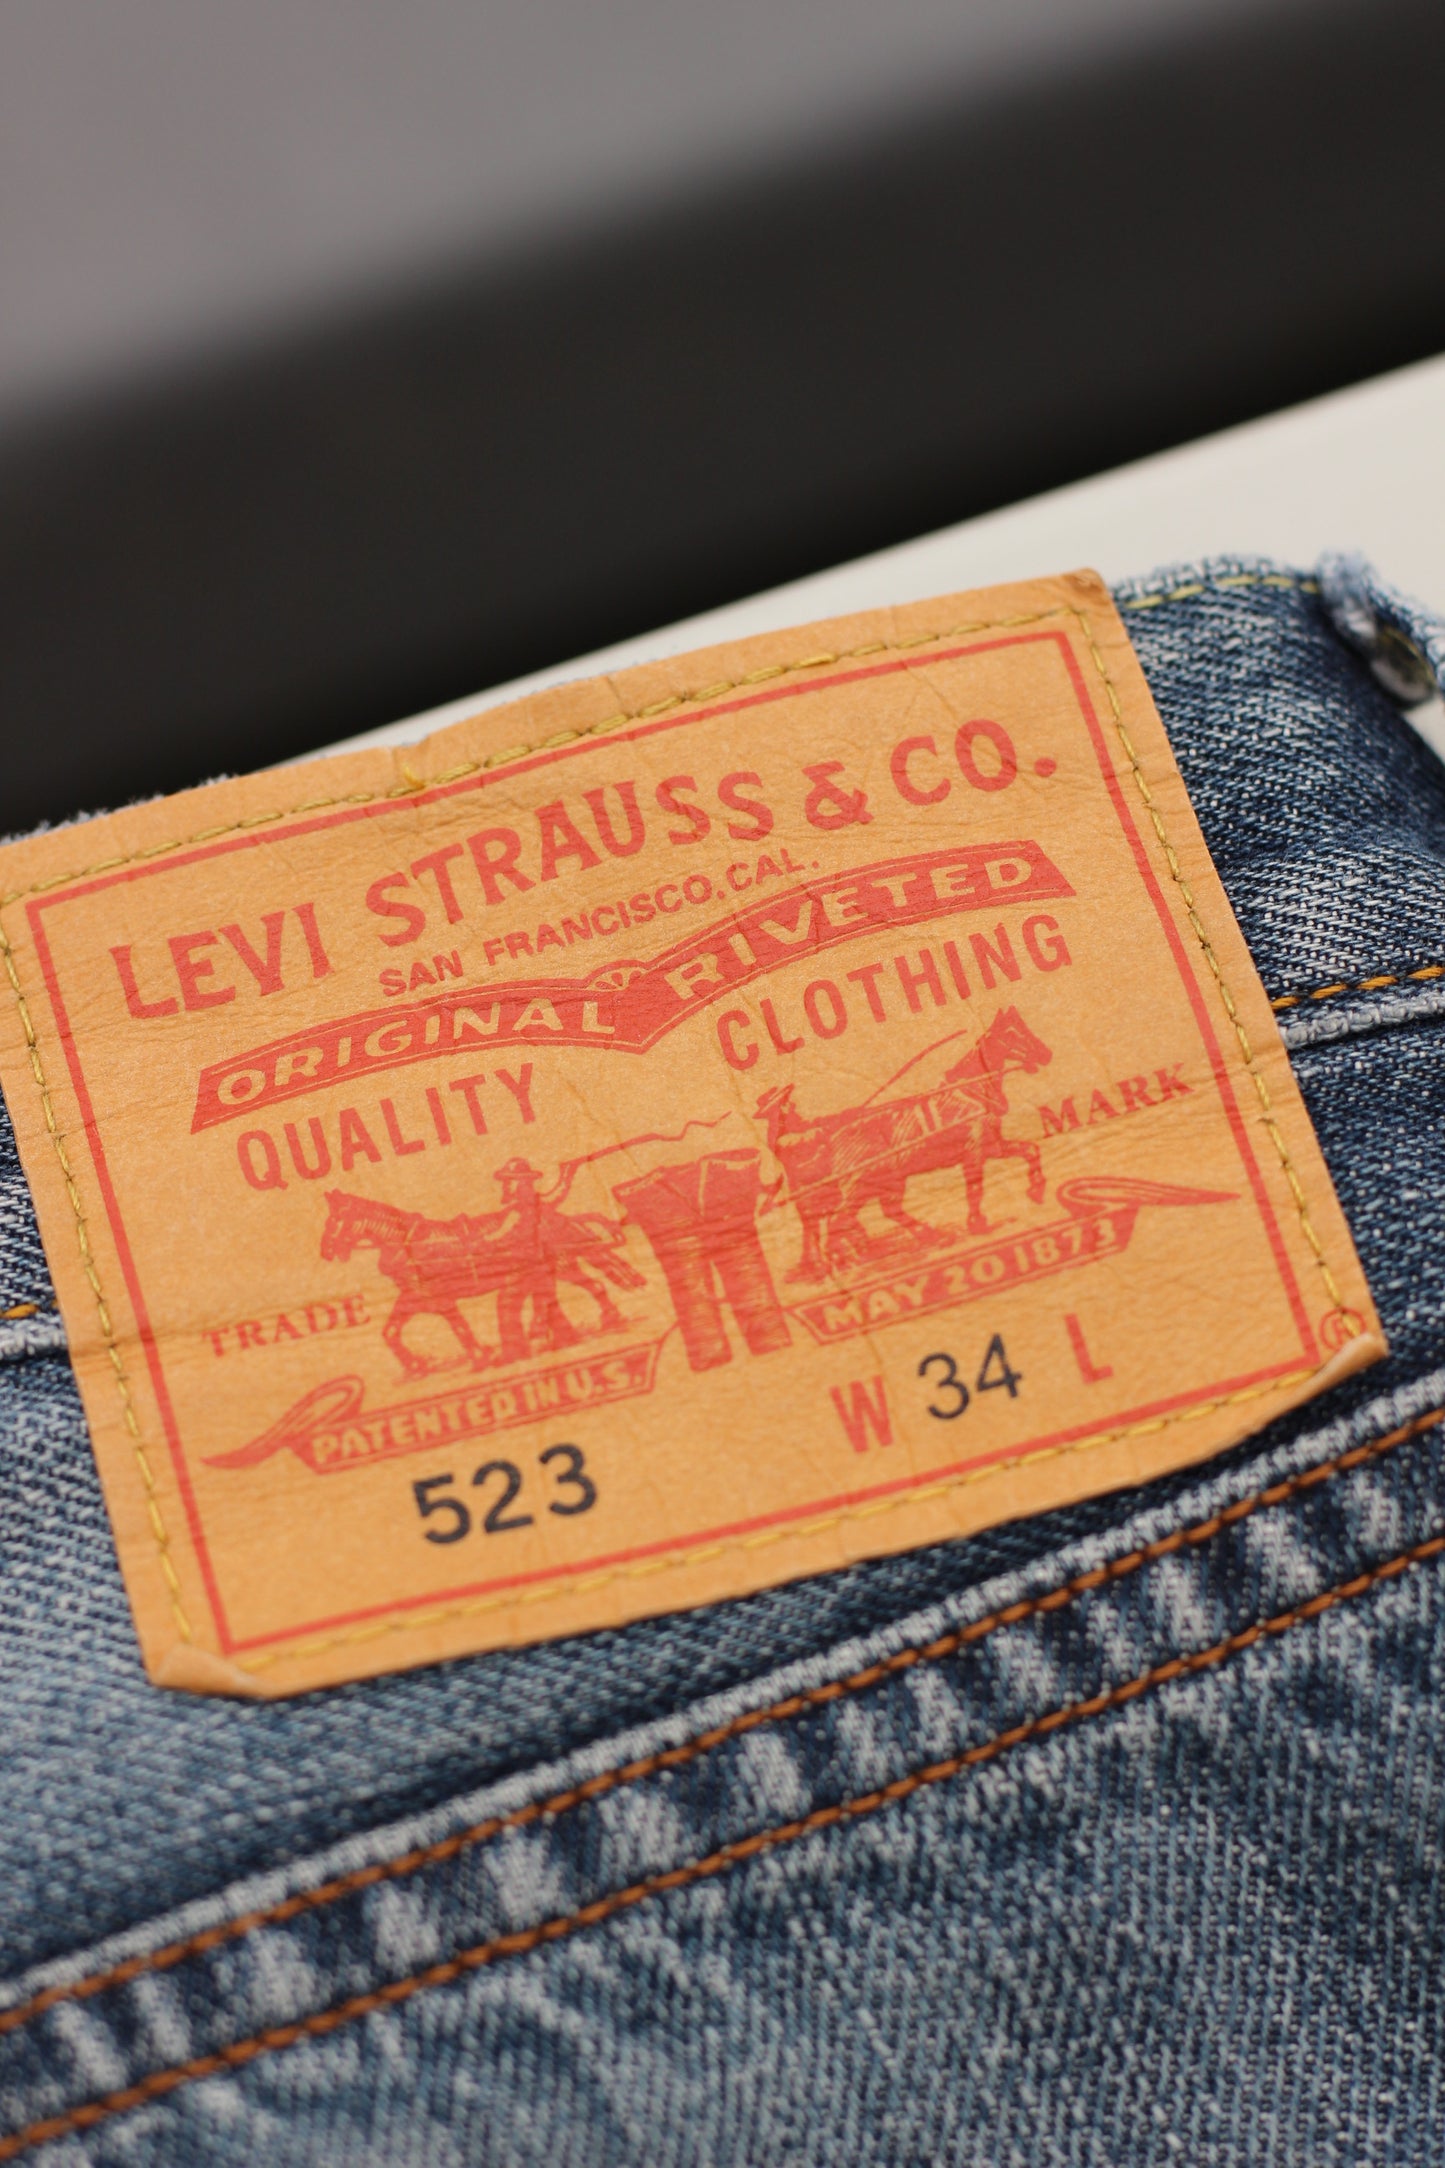 LEVI STRAUSS & CO.
SAN FRANCISCO, CAL.
ORIGINAL RIVETED
QUALITY CLOTHING
TRADE MARK
PATENTED IN U.S. MAY 20 1873
523 W 34 L ®